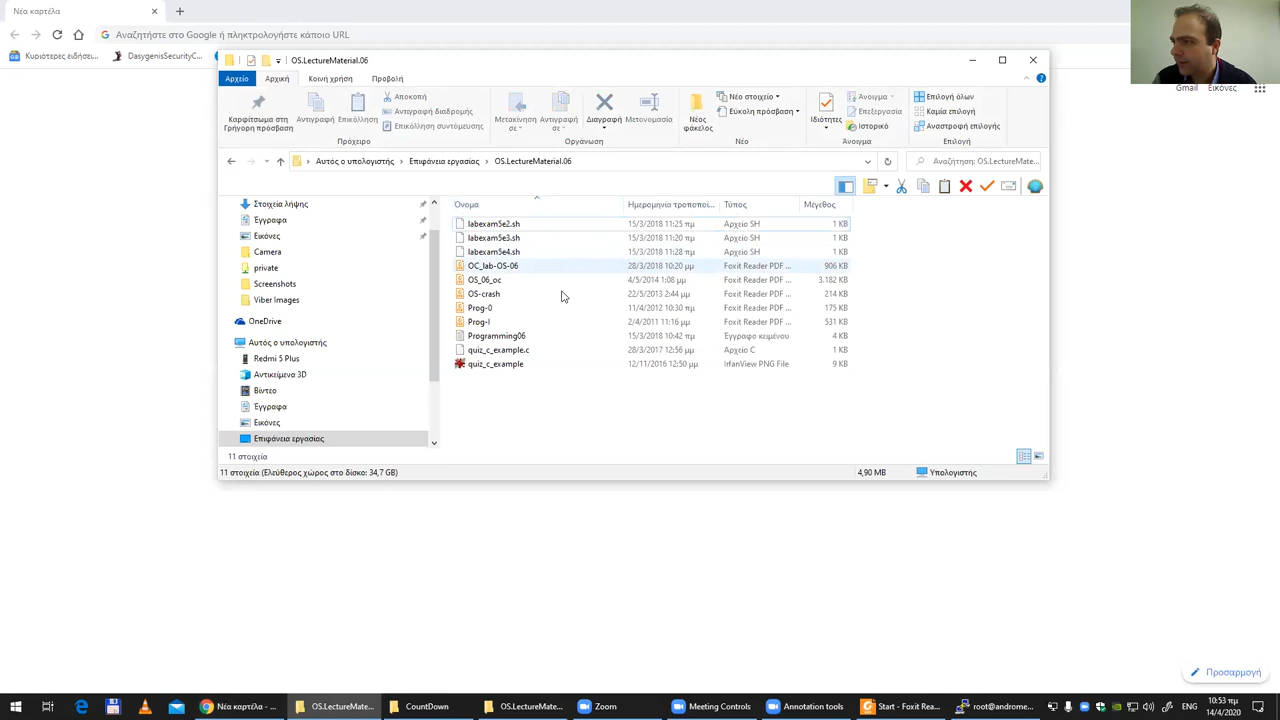 Νέα καρτέλα
Αναζητήστε στο Google ή πληκτρολογήστε κάποιο URL
Κυριότερες ειδήσει...
DasygenisSecurityC...
Gmail
Εικόνες
OS.LectureMaterial.06
Αρχείο
Αρχική
Κοινή χρήση
Προβολή
Καρφίτσωμα στη Γρήγορη πρόσβαση
Αντιγραφή
Επικόλληση
Αποκοπή
Αντιγραφή διαδρομής
Επικόλληση συντόμευσης
Πρόχειρο
Μετακίνηση σε
Αντιγραφή σε
Διαγραφή
Μετονομασία
Οργάνωση
Νέος φάκελος
Νέο στοιχείο
Εύκολη πρόσβαση
Νέο
Ιδιότητες
Άνοιγμα
Επεξεργασία
Ιστορικό
Άνοιγμα
Επιλογή όλων
Καμία επιλογή
Αναστροφή επιλογής
Επιλογή
Αυτός ο υπολογιστής > Επιφάνεια εργασίας > OS.LectureMaterial.06
Αναζήτηση: OS.LectureMate...
Όνομα Ημερομηνία τροποποί... Τύπος Μέγεθος
labexam5e2.sh 15/3/2018 11:25 πμ Αρχείο SH 1 KB
labexam5e3.sh 15/3/2018 11:20 πμ Αρχείο SH 1 KB
labexam5e4.sh 15/3/2018 11:28 πμ Αρχείο SH 1 KB
OC_lab-OS-06 28/3/2018 10:20 μμ Foxit Reader PDF ... 906 KB
OS_06_oc 4/5/2014 1:08 μμ Foxit Reader PDF ... 3.182 KB
OS-crash 22/5/2013 2:44 μμ Foxit Reader PDF ... 214 KB
Prog-0 11/4/2012 10:30 πμ Foxit Reader PDF ... 175 KB
Prog-I 2/4/2011 11:16 μμ Foxit Reader PDF ... 531 KB
Programming06 15/3/2018 10:42 πμ Έγγραφο κειμένου 4 KB
quiz_c_example.c 28/3/2017 12:56 μμ Αρχείο C 1 KB
quiz_c_example 12/11/2016 12:50 μμ IrfanView PNG File 9 KB
Στοιχεία λήψης
Έγγραφα
Εικόνες
Camera
private
Screenshots
Viber Images
OneDrive
Αυτός ο υπολογιστής
Redmi 5 Plus
Αντικείμενα 3D
Βίντεο
Έγγραφα
Εικόνες
Επιφάνεια εργασίας
11 στοιχεία
11 στοιχεία (Ελεύθερος χώρος στο δίσκο: 34,7 GB)
4,90 MB
Υπολογιστής
Προσαρμογή
Νέα καρτέλα - ...
OS.LectureMate...
CountDown
OS.LectureMate...
Zoom
Meeting Controls
Annotation tools
Start - Foxit Rea...
root@androme...
10:53 πμ
14/4/2020